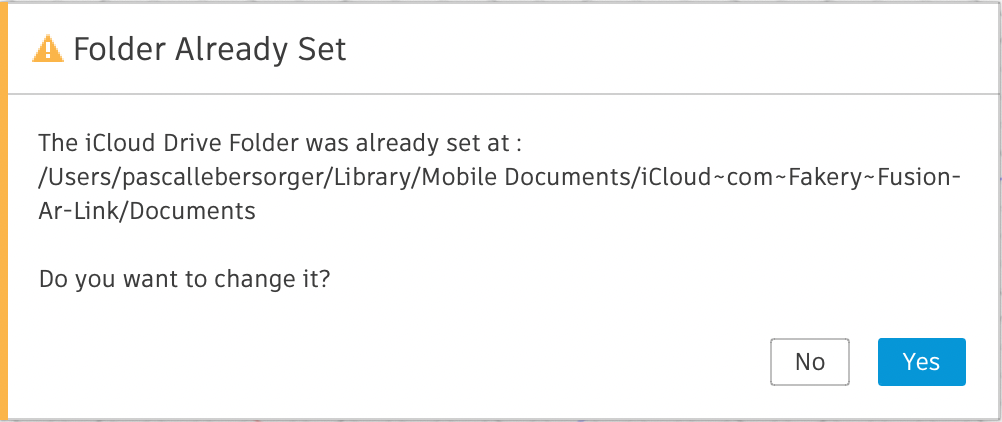 Folder Already Set
The iCloud Drive Folder was already set at :
/Users/pascallebersorger/Library/Mobile Documents/iCloud~com~Fakery~Fusion-
Ar-Link/Documents
Do you want to change it?
No
Yes